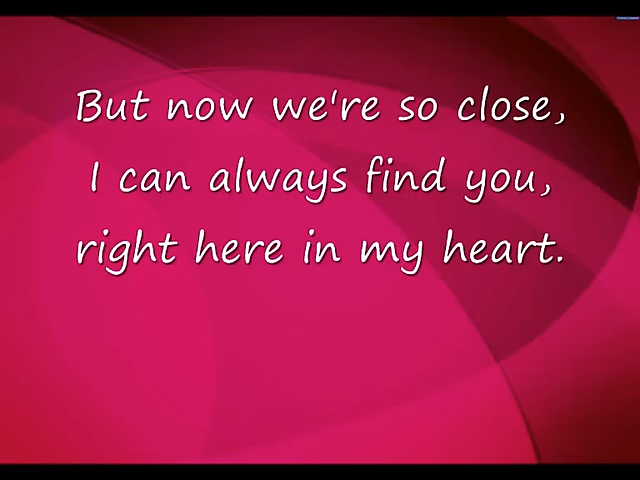 But now we're so close,
I can always find you,
right here in my heart.